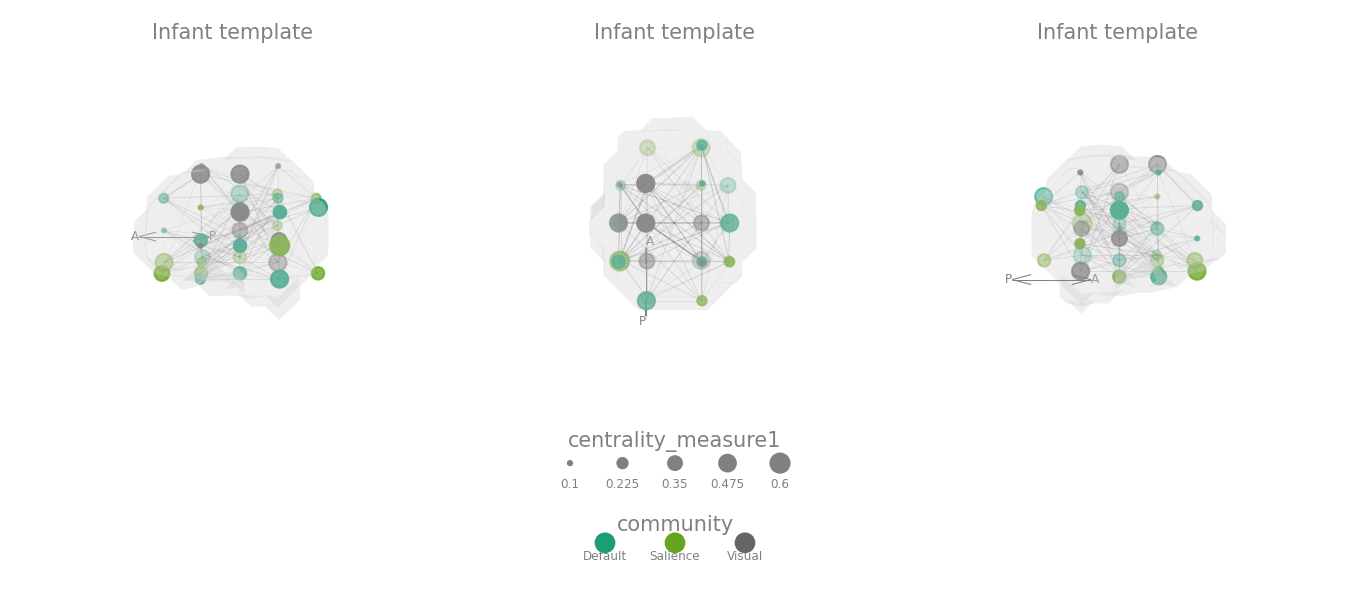 Infant template Infant template Infant template
A P
A
P
P A
centrality_measure1
0.1 0.225 0.35 0.475 0.6
community
Default Salience Visual